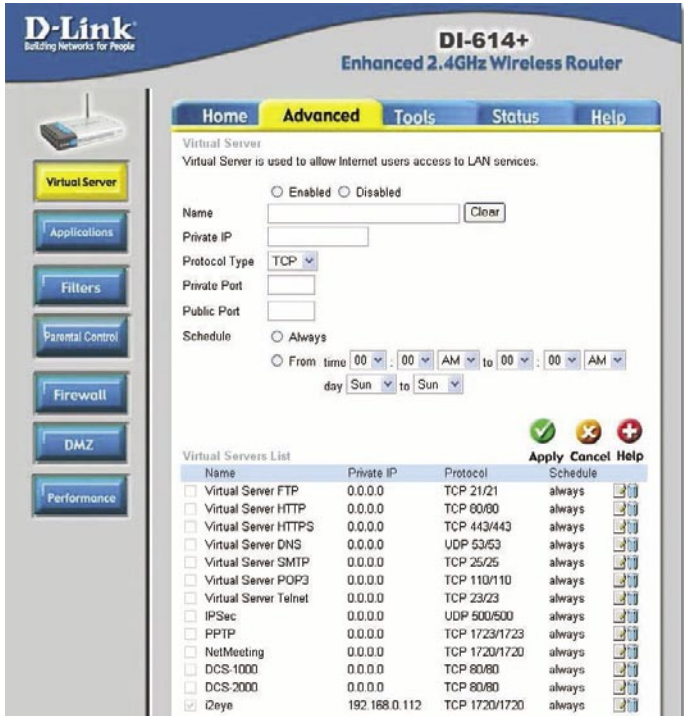 D-Link
Building Networks for People
DI-614+
Enhanced 2.4GHz Wireless Router
Home Advanced Tools Status Help
Virtual Server
Applications
Filters
Parental Control
Firewall
DMZ
Performance
Virtual Server
Virtual Server is used to allow Internet users access to LAN services.
Enabled Disabled
Name Clear
Private IP
Protocol Type TCP
Private Port
Public Port
Schedule Always
From time 00 : 00 AM to 00 : 00 AM
day Sun to Sun
Apply Cancel Help
Virtual Servers List
Name Private IP Protocol Schedule
Virtual Server FTP 0.0.0.0 TCP 21/21 always
Virtual Server HTTP 0.0.0.0 TCP 80/80 always
Virtual Server HTTPS 0.0.0.0 TCP 443/443 always
Virtual Server DNS 0.0.0.0 UDP 53/53 always
Virtual Server SMTP 0.0.0.0 TCP 25/25 always
Virtual Server POP3 0.0.0.0 TCP 110/110 always
Virtual Server Telnet 0.0.0.0 TCP 23/23 always
IPSec 0.0.0.0 UDP 500/500 always
PPTP 0.0.0.0 TCP 1723/1723 always
NetMeeting 0.0.0.0 TCP 1720/1720 always
DCS-1000 0.0.0.0 TCP 80/80 always
DCS-2000 0.0.0.0 TCP 80/80 always
i2eye 192.168.0.112 TCP 1720/1720 always